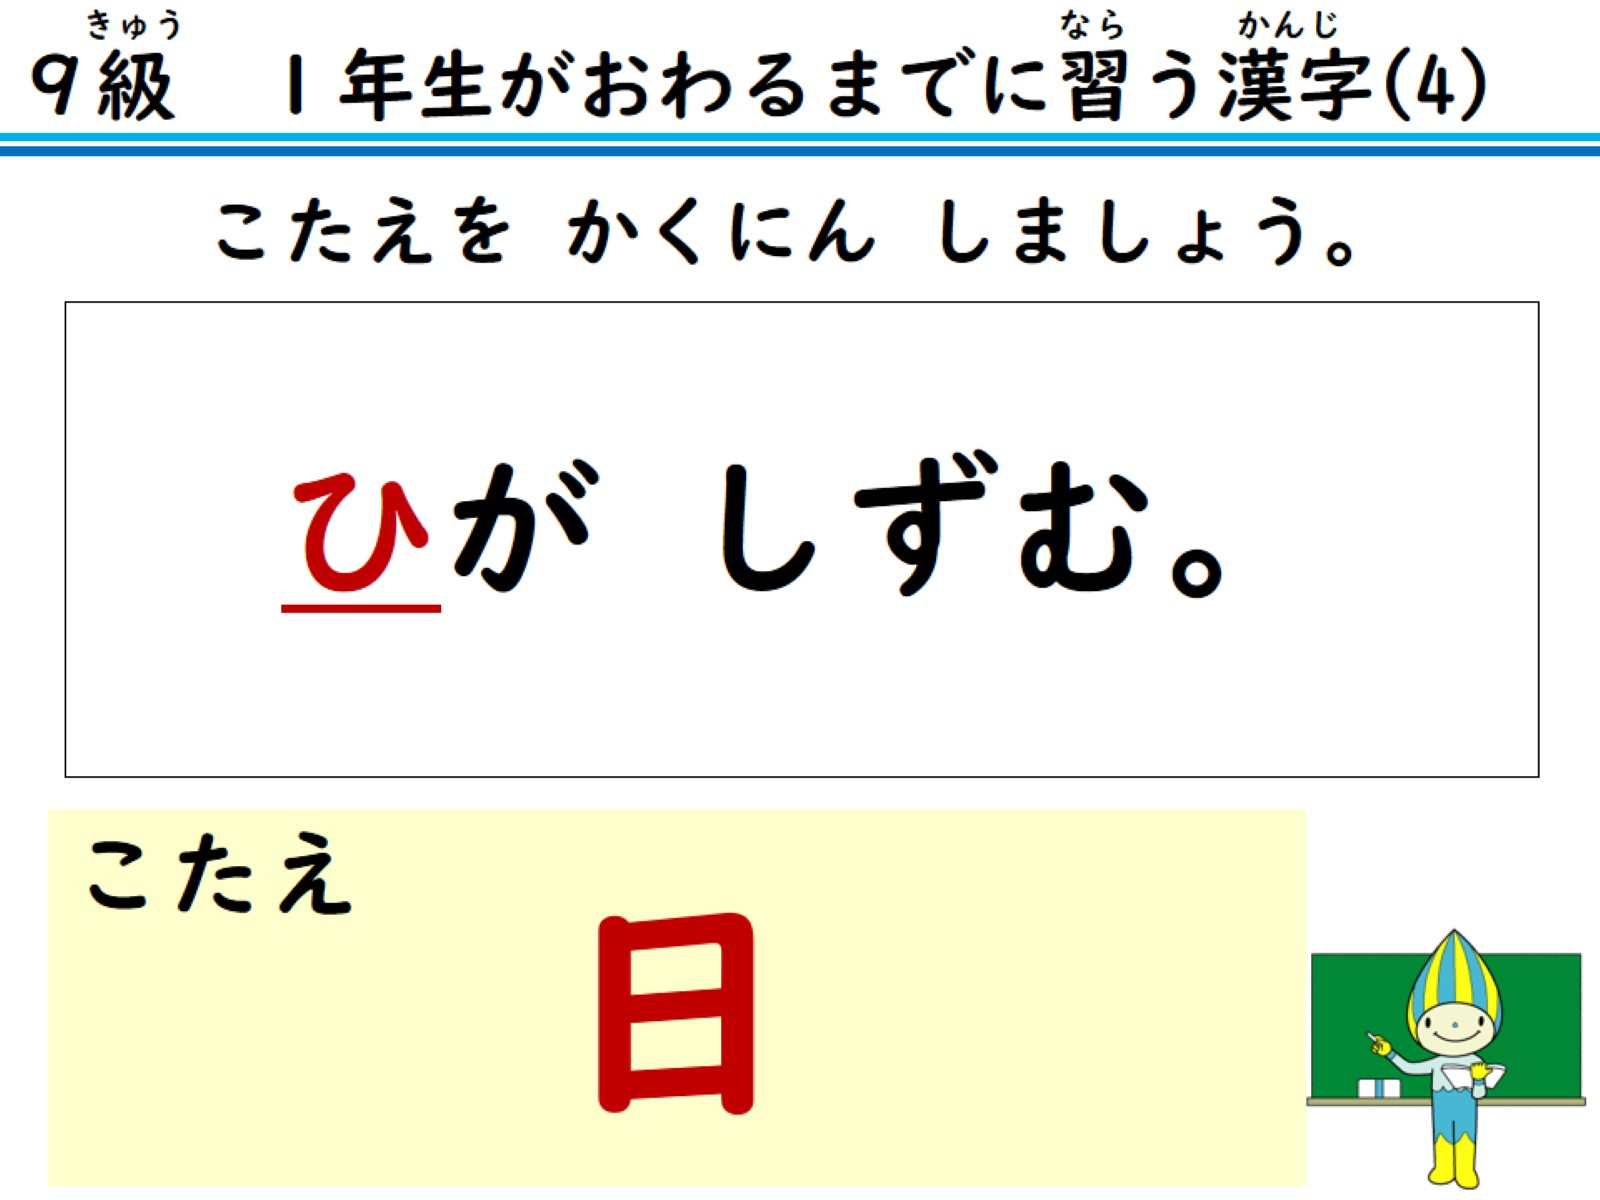 きゅう なら かんじ
９級　１年生がおわるまでに習う漢字(4)
こたえを かくにん しましょう。
ひが しずむ。
こたえ
日